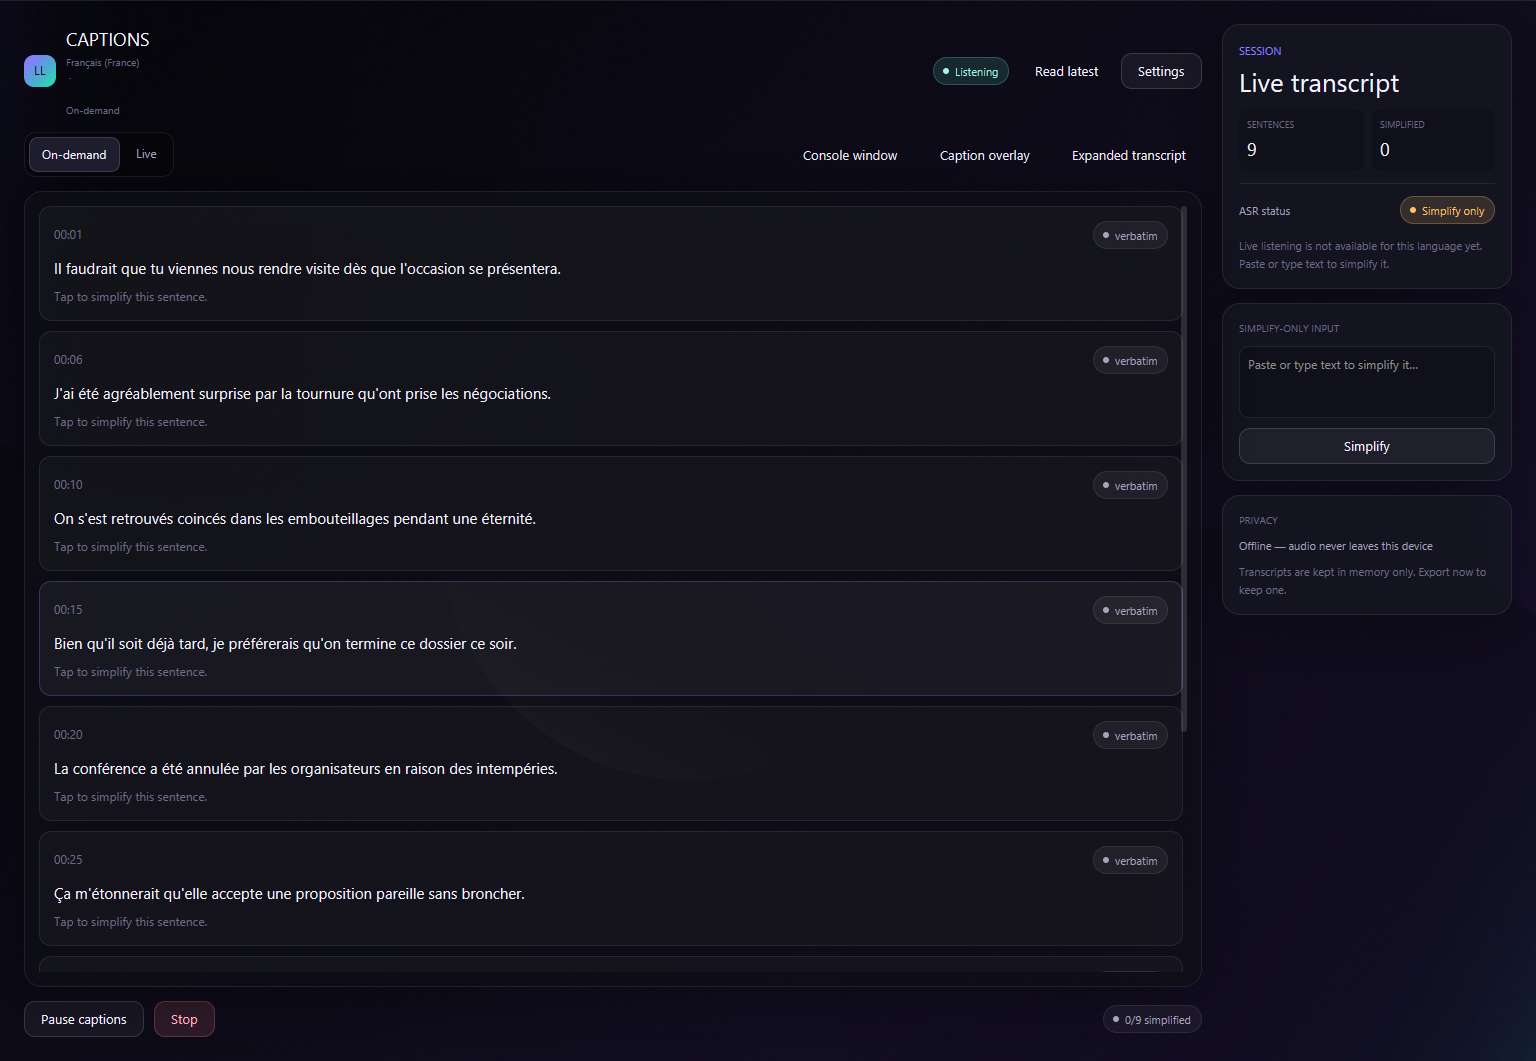 LL
CAPTIONS
Français (France)
·
On-demand
Listening
Read latest
Settings
On-demand
Live
Console window
Caption overlay
Expanded transcript
00:01
verbatim
Il faudrait que tu viennes nous rendre visite dès que l'occasion se présentera.
Tap to simplify this sentence.
00:06
verbatim
J'ai été agréablement surprise par la tournure qu'ont prise les négociations.
Tap to simplify this sentence.
00:10
verbatim
On s'est retrouvés coincés dans les embouteillages pendant une éternité.
Tap to simplify this sentence.
00:15
verbatim
Bien qu'il soit déjà tard, je préférerais qu'on termine ce dossier ce soir.
Tap to simplify this sentence.
00:20
verbatim
La conférence a été annulée par les organisateurs en raison des intempéries.
Tap to simplify this sentence.
00:25
verbatim
Ça m'étonnerait qu'elle accepte une proposition pareille sans broncher.
Tap to simplify this sentence.
Pause captions
Stop
0/9 simplified
SESSION
Live transcript
SENTENCES
9
SIMPLIFIED
0
ASR status
Simplify only
Live listening is not available for this language yet.
Paste or type text to simplify it.
SIMPLIFY-ONLY INPUT
Paste or type text to simplify it...
Simplify
PRIVACY
Offline — audio never leaves this device
Transcripts are kept in memory only. Export now to
keep one.